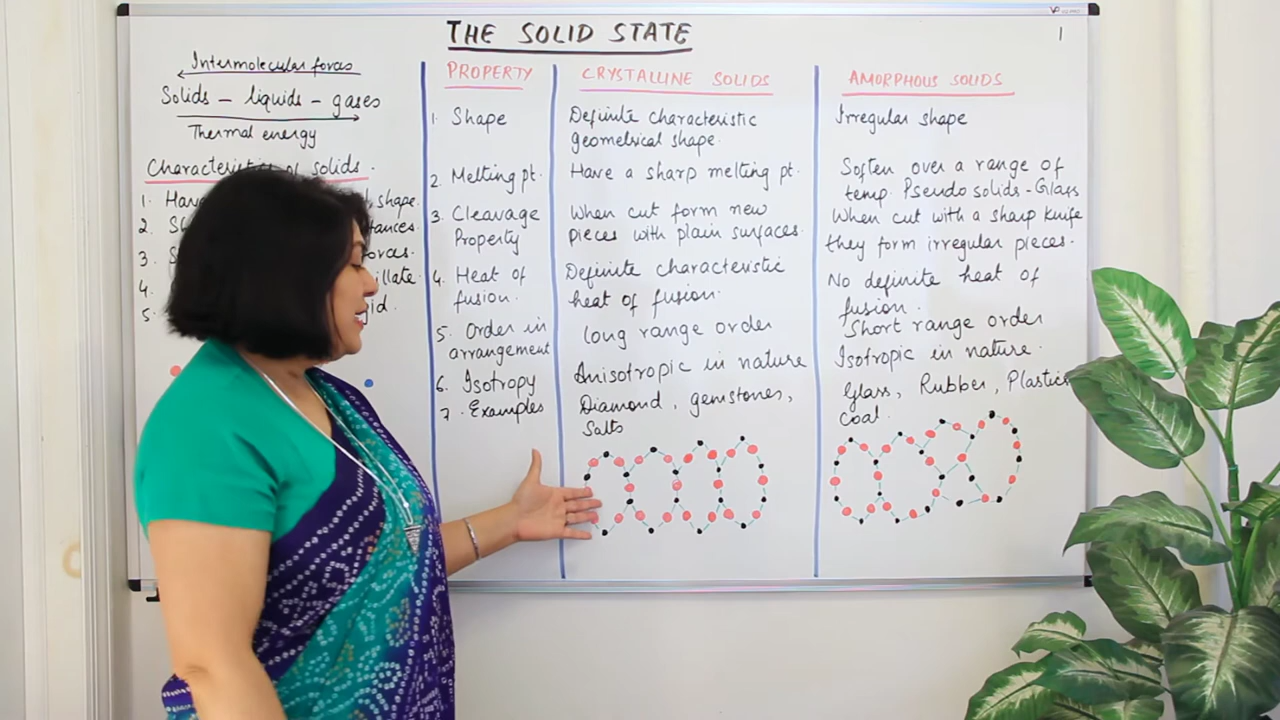 THE SOLID STATE
1
Intermolecular forces
Solids - liquids - gases
Thermal energy
Characteristics of solids.
1. shape.
2.
3.
4.
5.
PROPERTY
1. Shape
2. Melting pt.
3. Cleavage
Property
4. Heat of
fusion.
5. Order in
arrangement
6. Isotropy
7. Examples
CRYSTALLINE SOLIDS
Definite characteristic
geometrical shape.
Have a sharp melting pt.
When cut form new
pieces with plain surfaces.
Definite characteristic
heat of fusion.
Long range order
Anisotropic in nature
Diamond, gemstones,
Salts
AMORPHOUS SOLIDS
Irregular shape
Soften over a range of
temp. Pseudo solids - Glass
When cut with a sharp knife
they form irregular pieces.
No definite heat of
fusion.
Short range order
Isotropic in nature.
Glass, Rubber, Plastics
Coal.